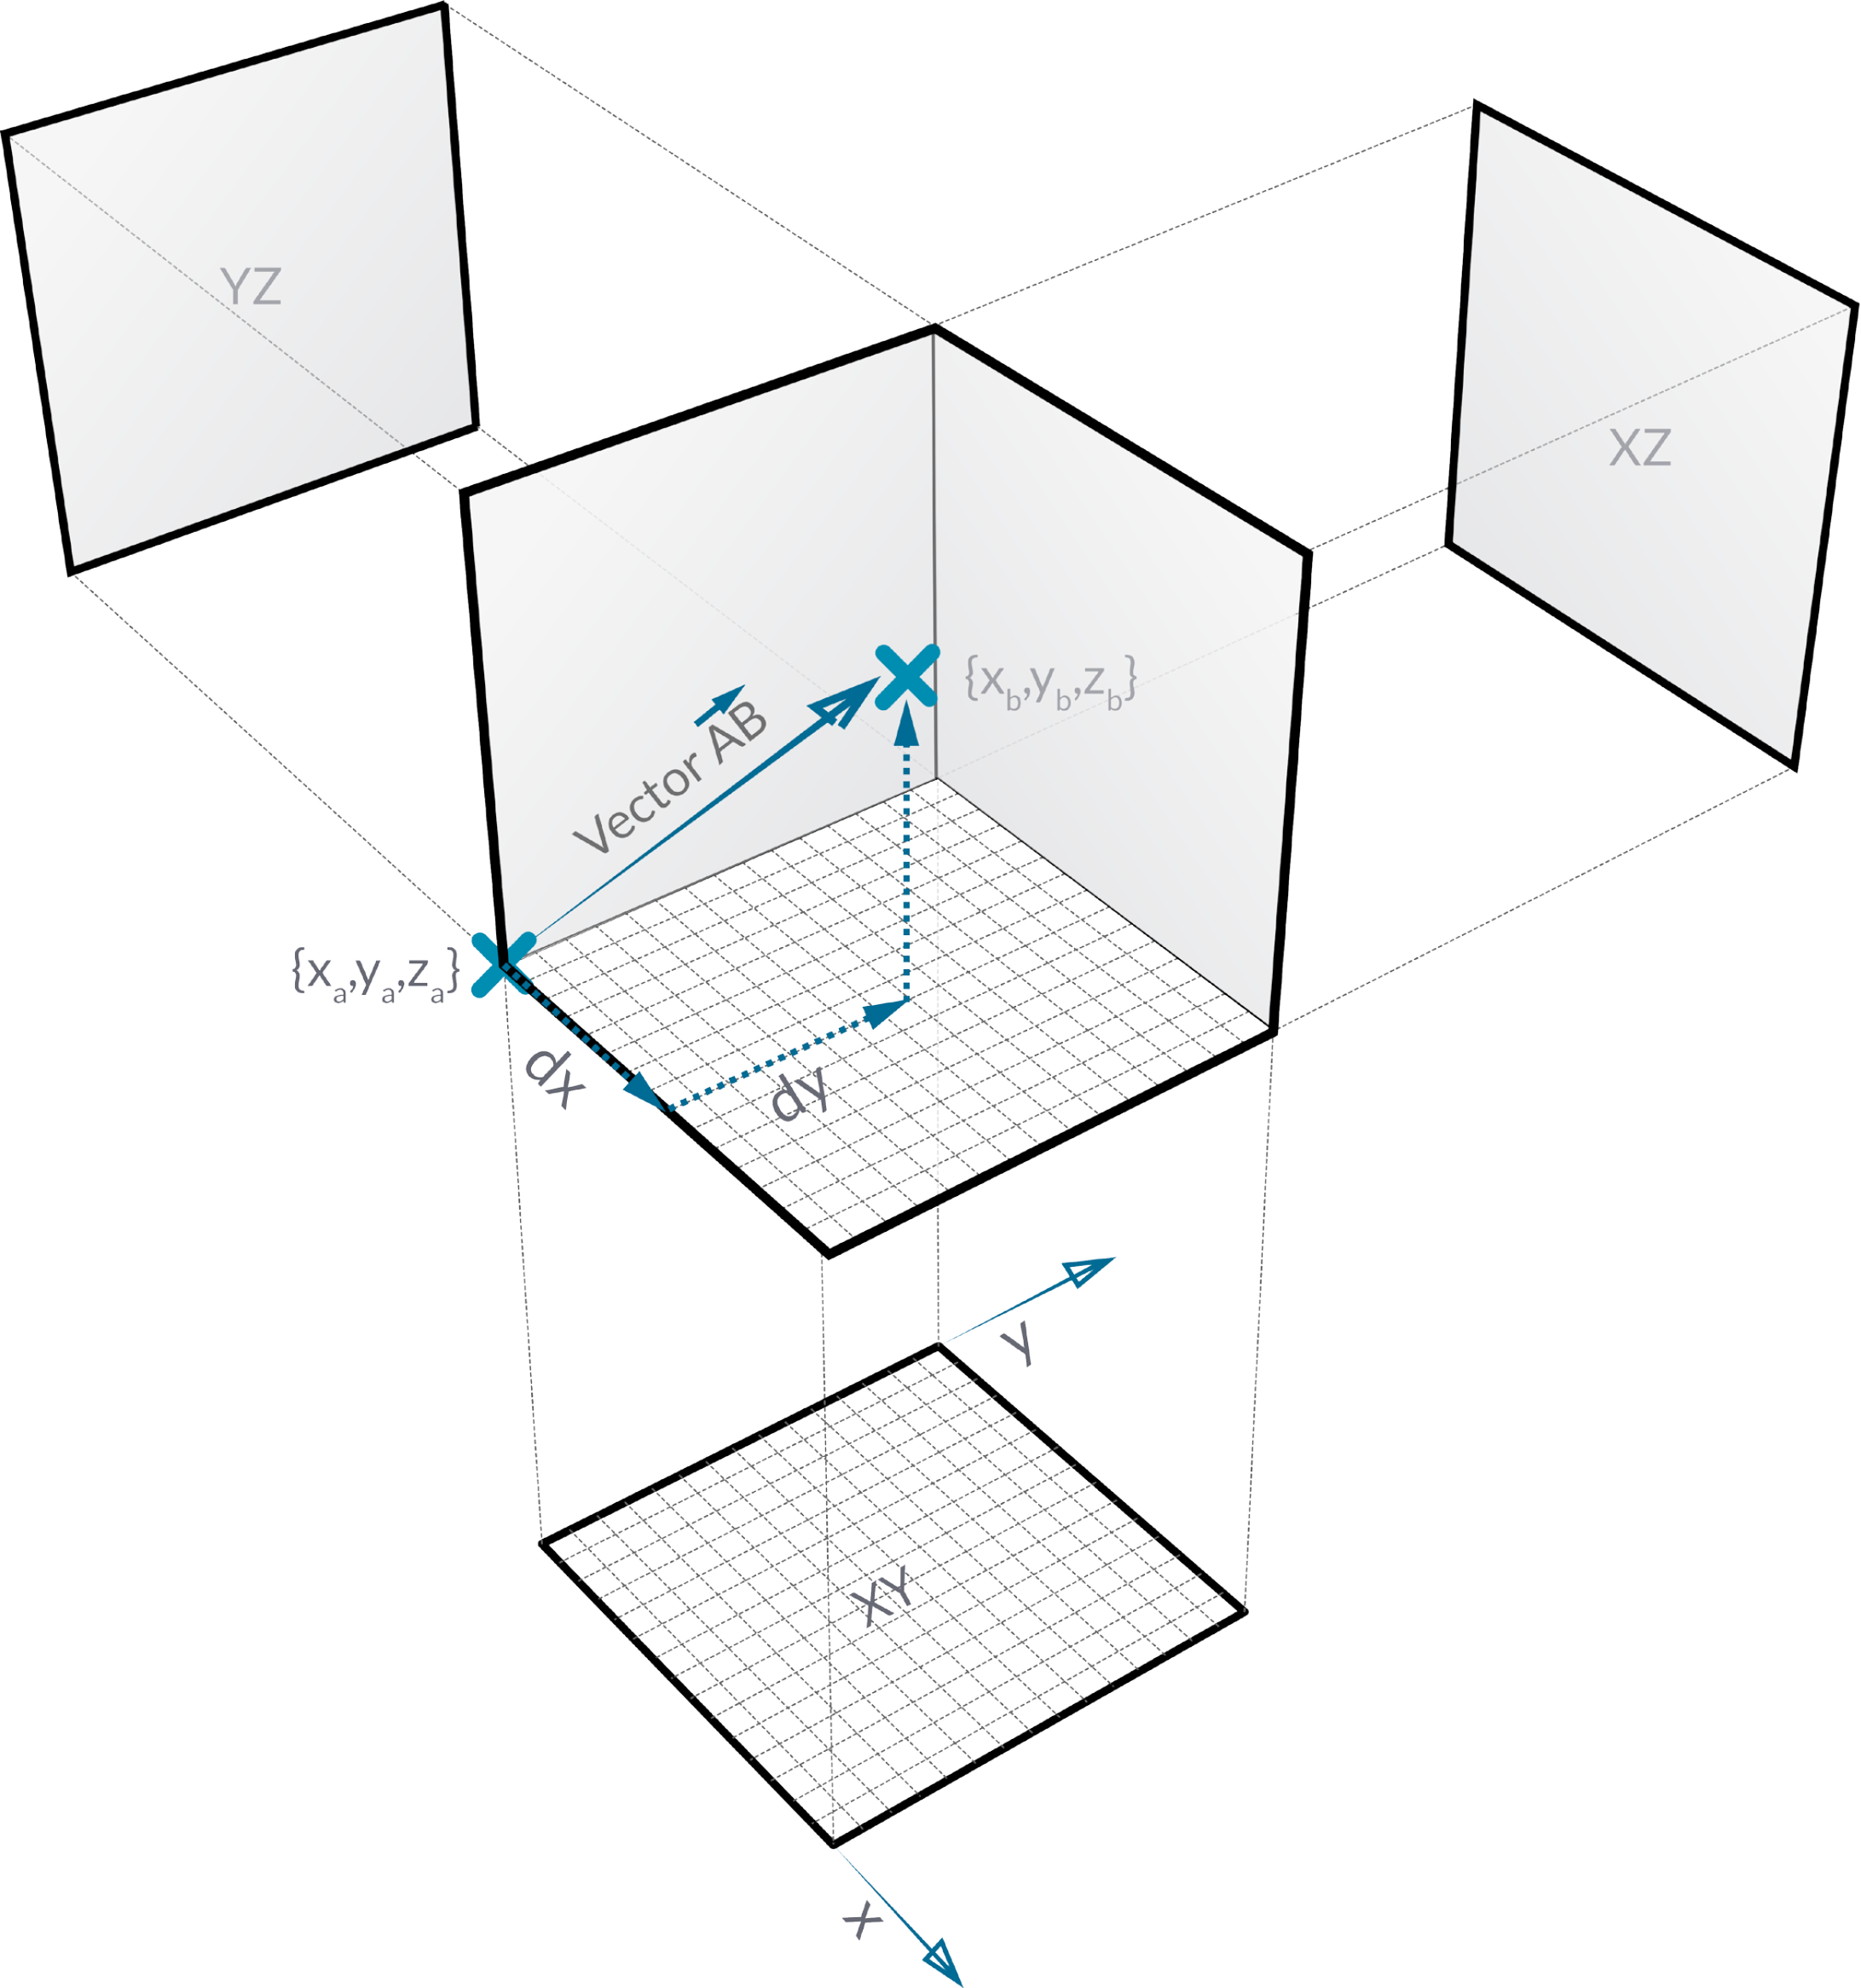 YZ
XZ
{xb,yb,zb}
Vector AB
{xa,ya,za}
dx
dy
y
XY
x